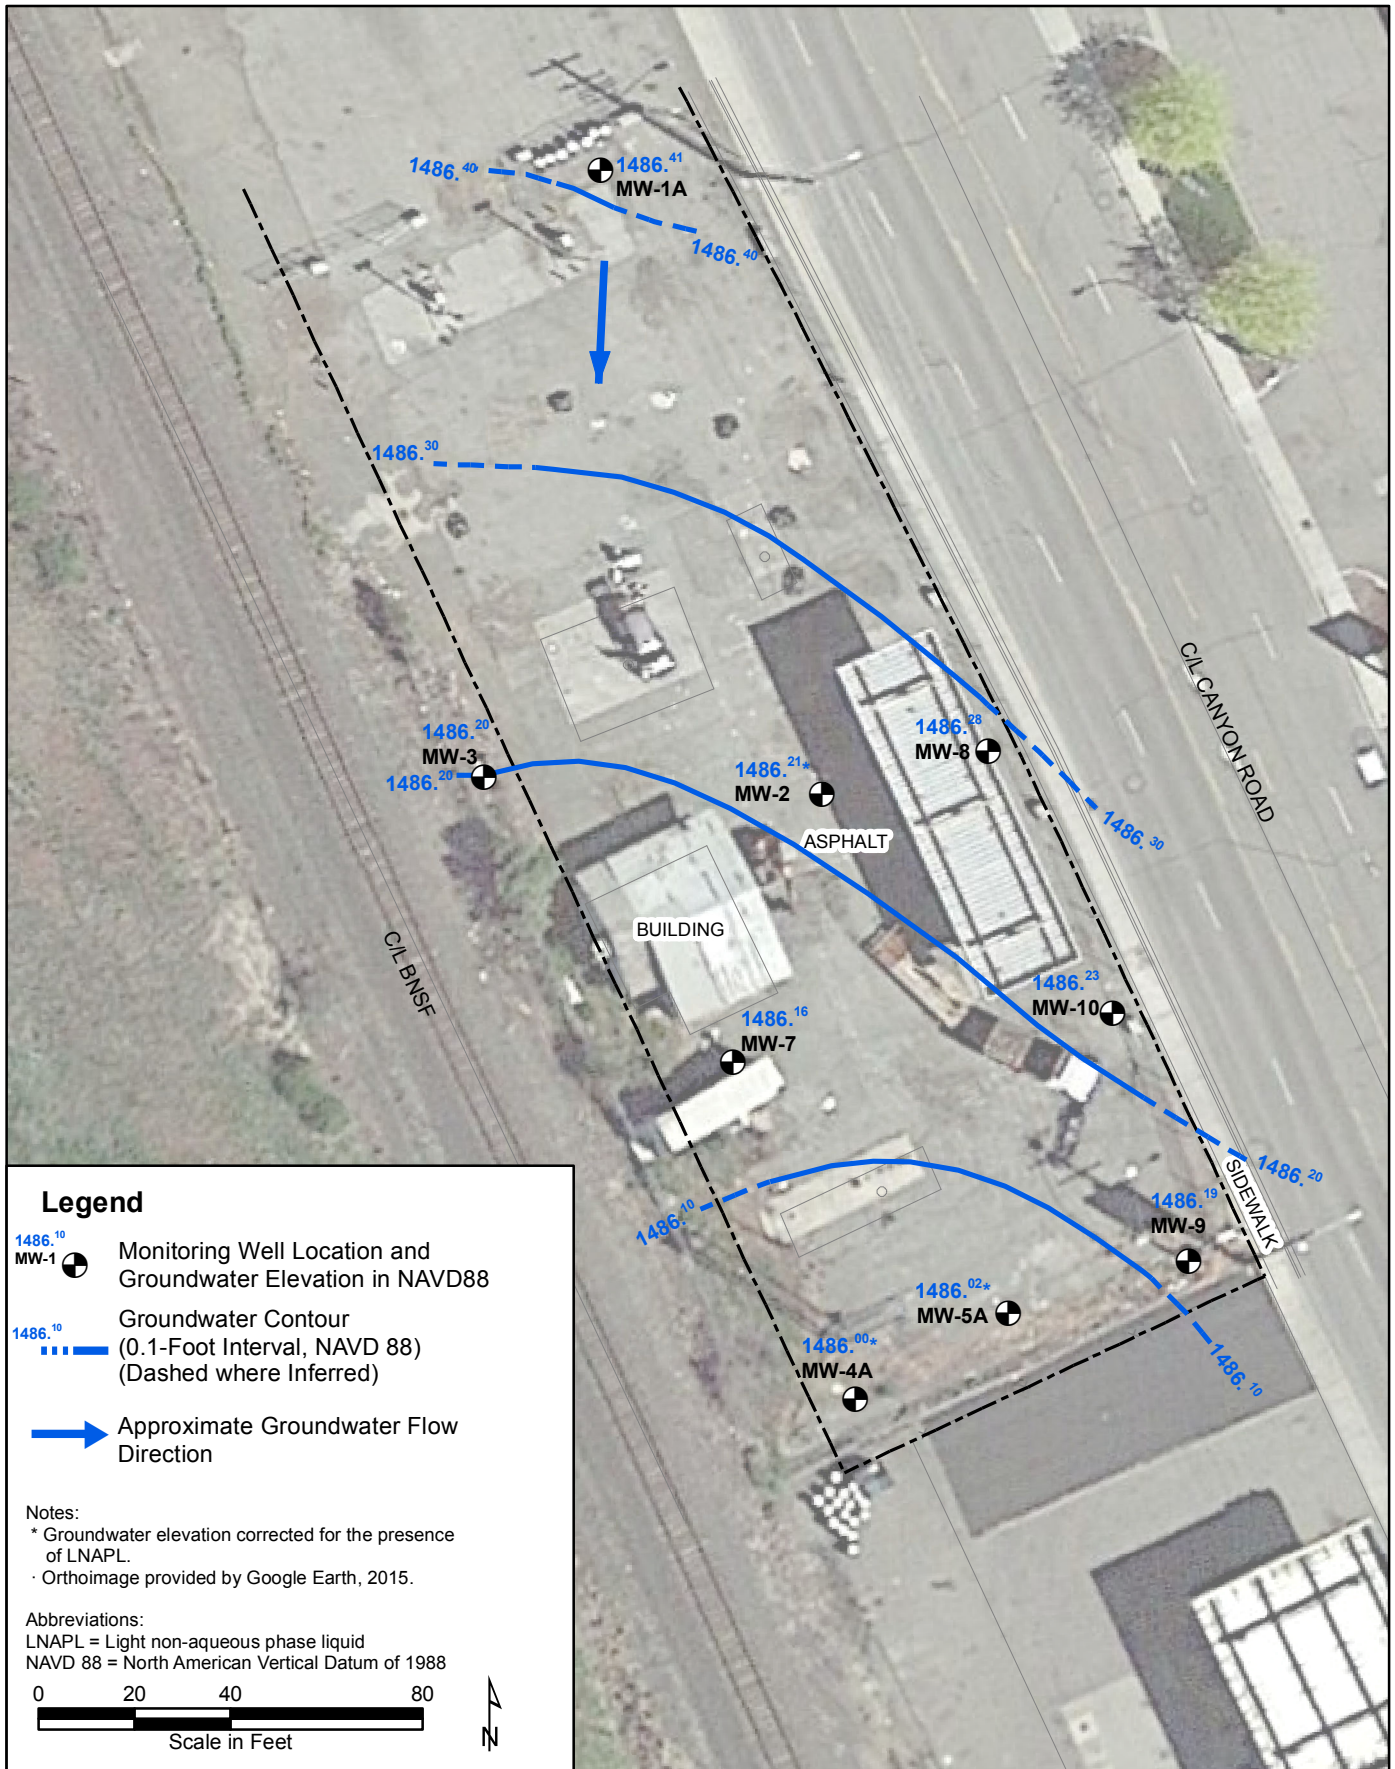 1486.40
1486.41
MW-1A
1486.40
1486.30
1486.20
MW-3
1486.20
1486.21*
MW-2
1486.28
MW-8
ASPHALT
1486.30
C/L CANYON ROAD
BUILDING
C/L BNSF
1486.23
MW-10
1486.16
MW-7
1486.20
SIDEWALK
1486.10
1486.19
MW-9
1486.02*
MW-5A
1486.00*
MW-4A
1486.10
Legend
1486.10
MW-1
Monitoring Well Location and
Groundwater Elevation in NAVD88
1486.10
Groundwater Contour
(0.1-Foot Interval, NAVD 88)
(Dashed where Inferred)
Approximate Groundwater Flow
Direction
Notes:
* Groundwater elevation corrected for the presence
of LNAPL.
· Orthoimage provided by Google Earth, 2015.
Abbreviations:
LNAPL = Light non-aqueous phase liquid
NAVD 88 = North American Vertical Datum of 1988
0 20 40 80
Scale in Feet
N